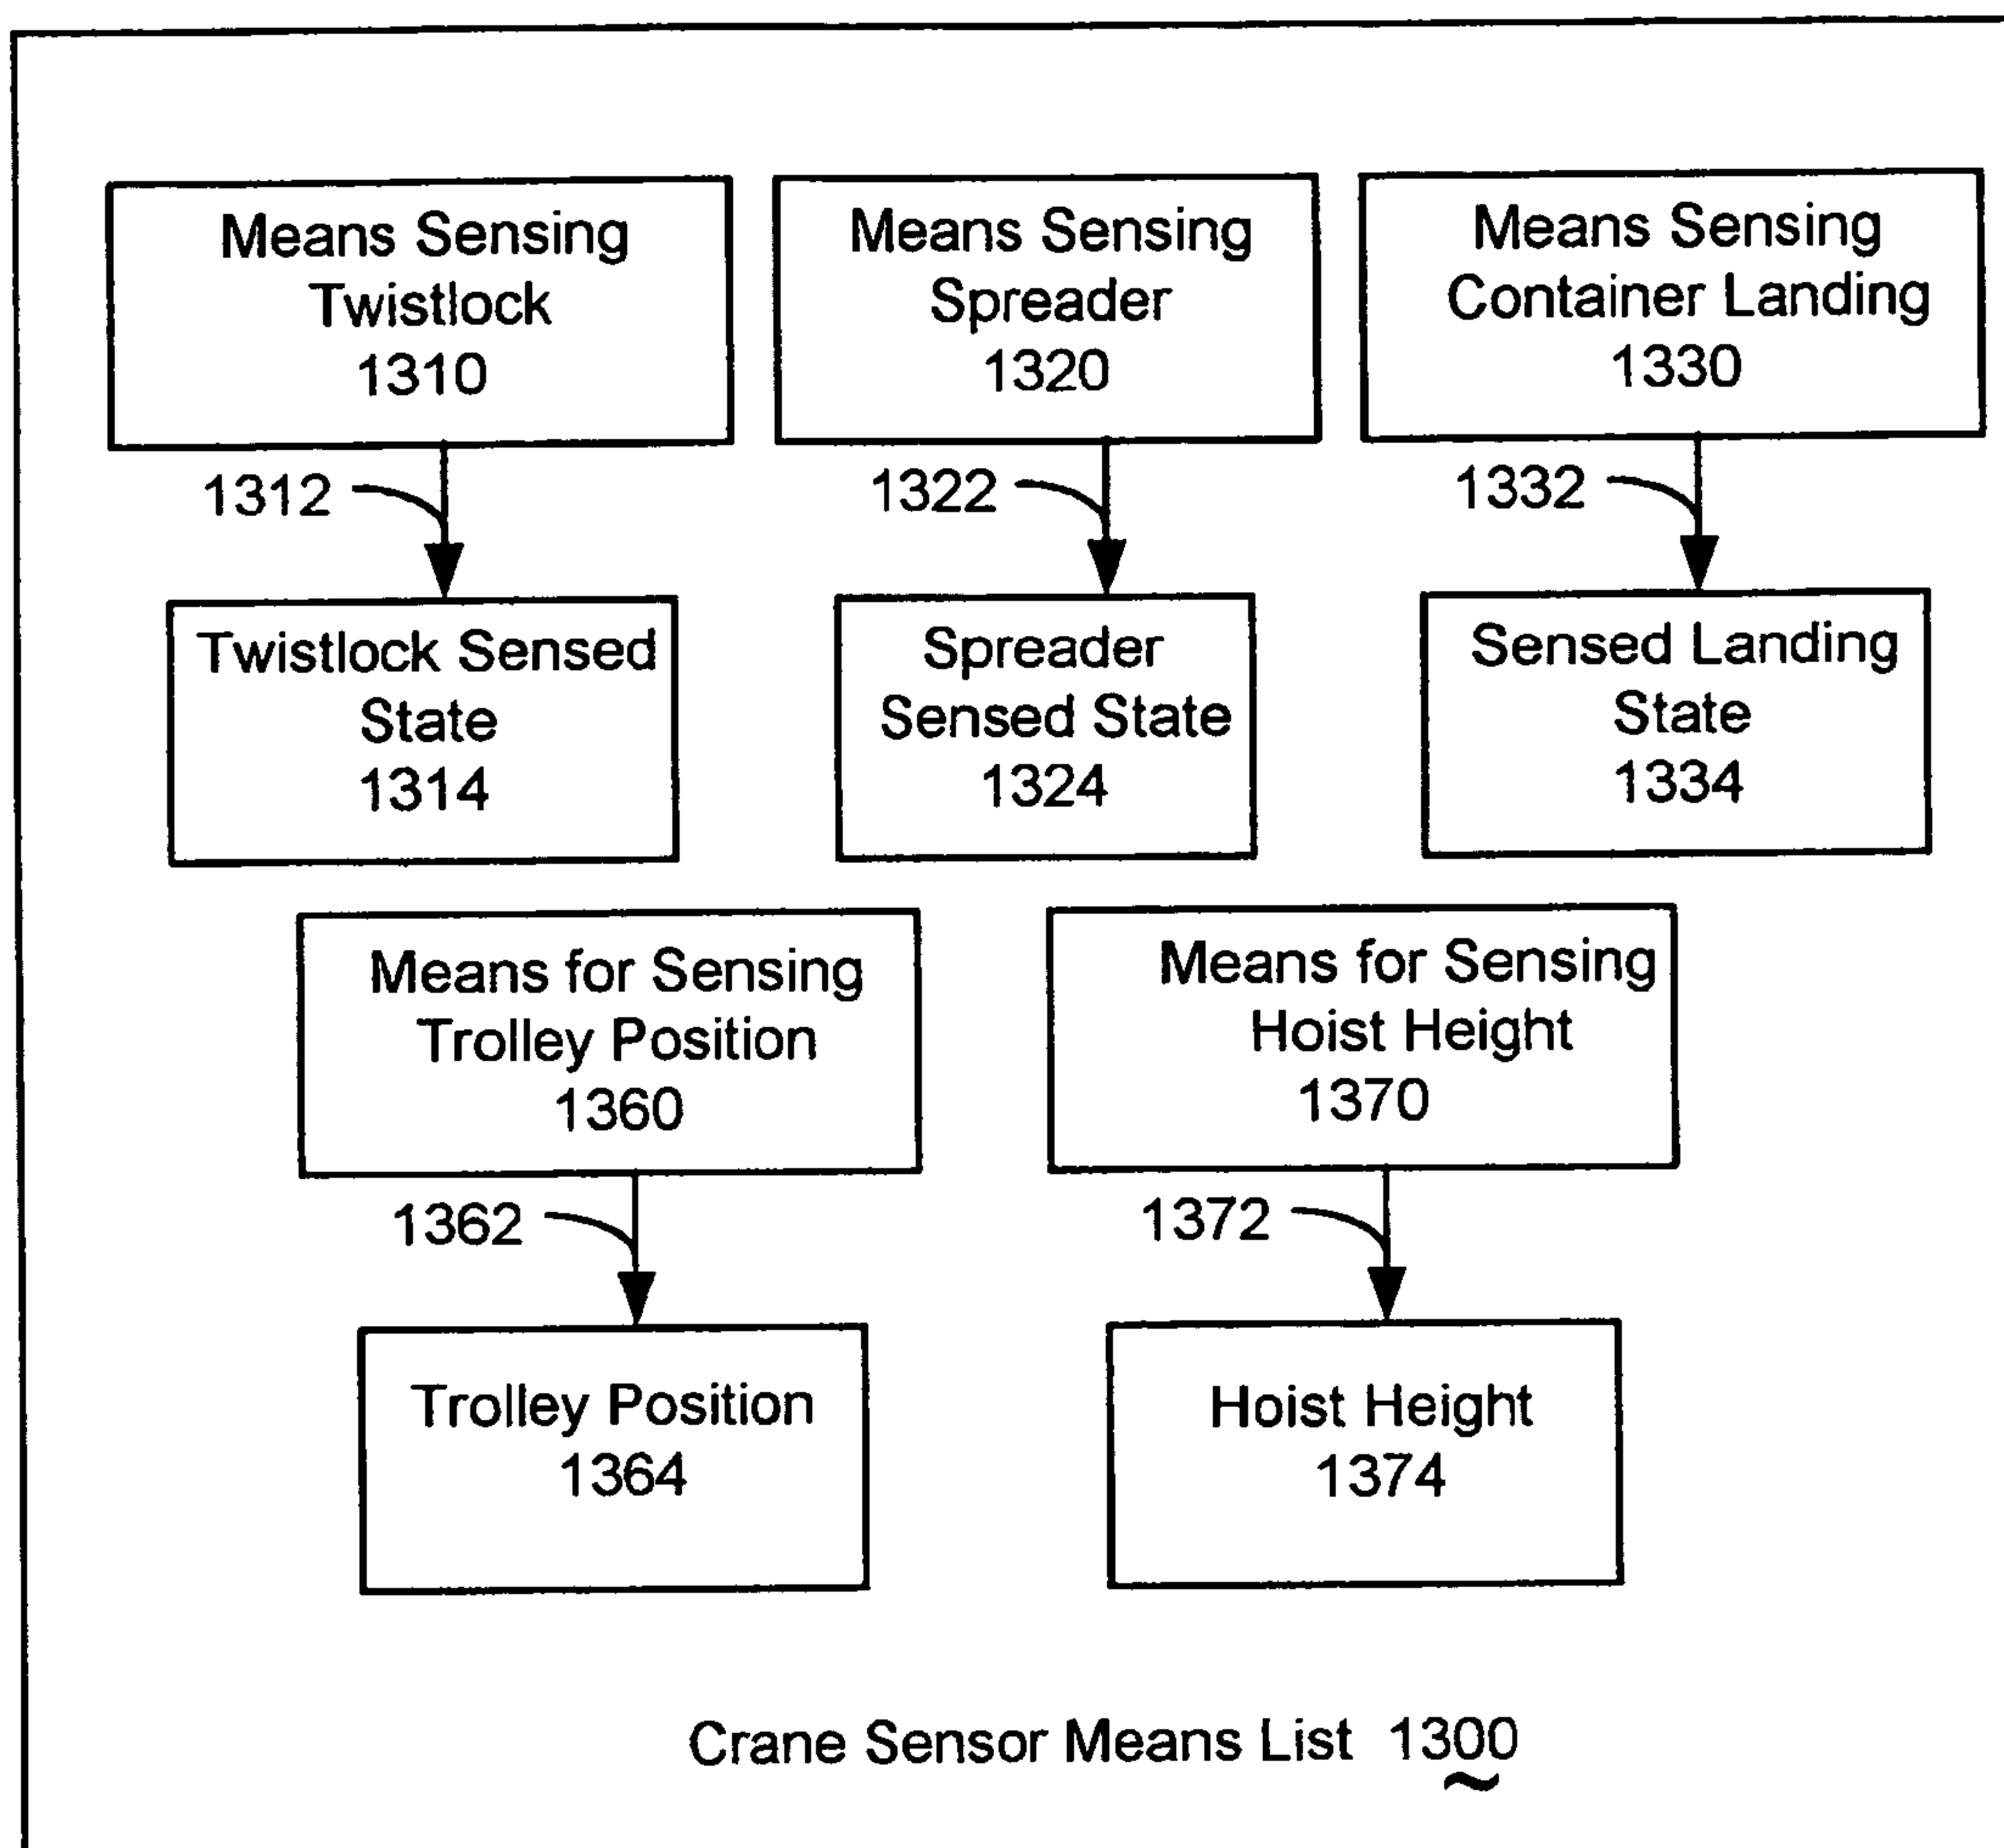 Means Sensing
Twistlock
1310
Means Sensing
Spreader
1320
Means Sensing
Container Landing
1330
1312
1322
1332
Twistlock Sensed
State
1314
Spreader
Sensed State
1324
Sensed Landing
State
1334
Means for Sensing
Trolley Position
1360
Means for Sensing
Hoist Height
1370
1362
1372
Trolley Position
1364
Hoist Height
1374
Crane Sensor Means List 1300